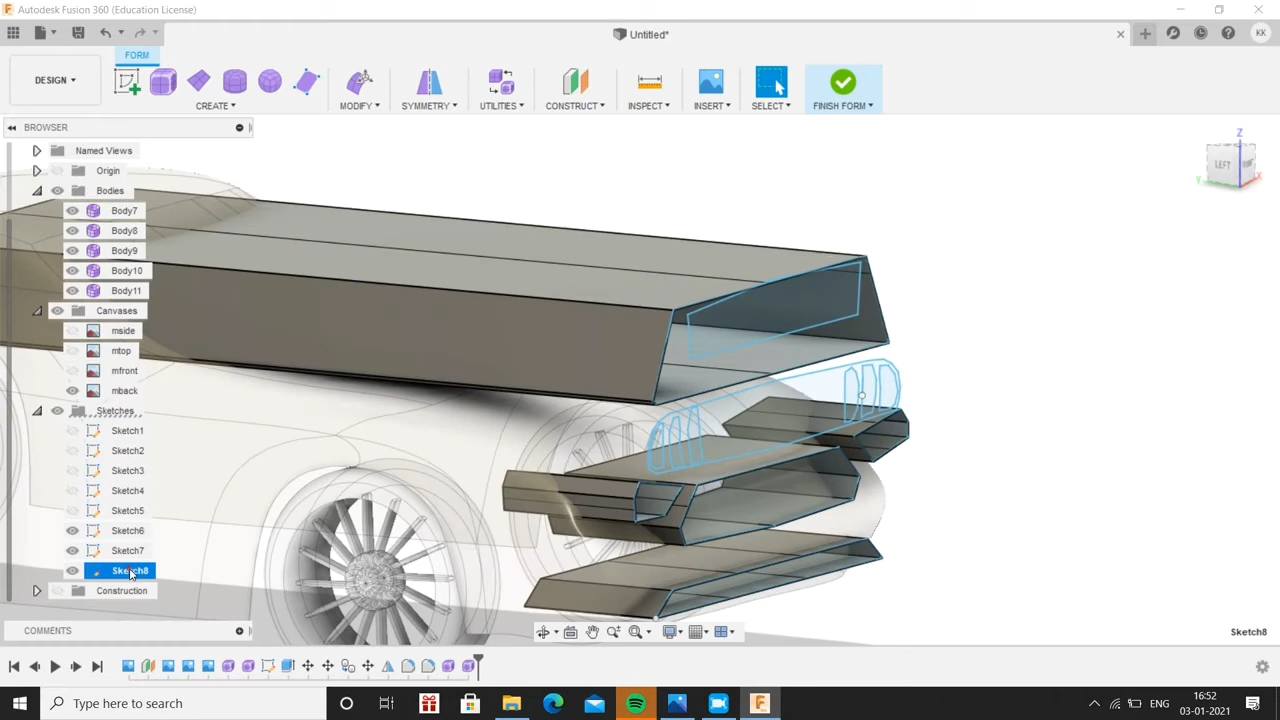 Autodesk Fusion 360 (Education License)
Untitled*
KK
FORM
DESIGN
CREATE
MODIFY
SYMMETRY
UTILITIES
CONSTRUCT
INSPECT
INSERT
SELECT
FINISH FORM
BROWSER
Named Views
Origin
Bodies
Body7
Body8
Body9
Body10
Body11
Canvases
mside
mtop
mfront
mback
Sketches
Sketch1
Sketch2
Sketch3
Sketch4
Sketch5
Sketch6
Sketch7
Sketch8
Construction
COMMENTS
Z
LEFT
Y
X
Sketch8
Type here to search
ENG
16:52
03-01-2021